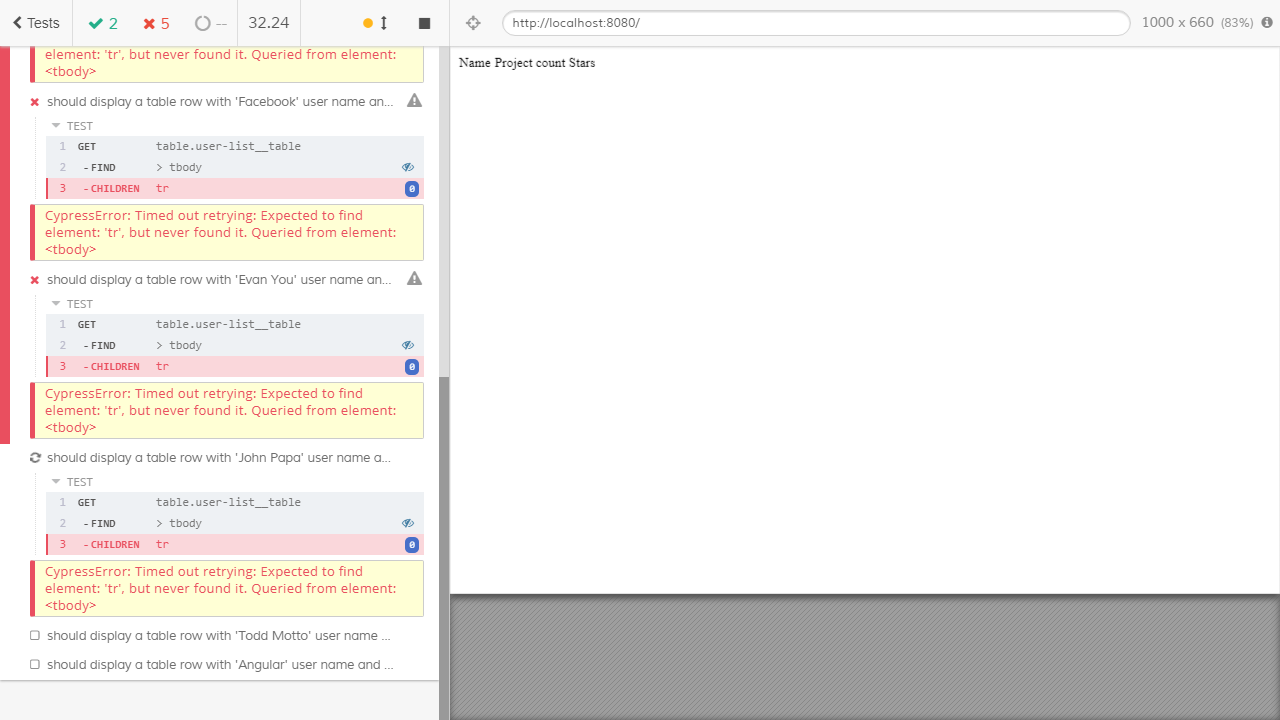 Tests 2 5 -- 32.24 http://localhost:8080/ 1000 x 660 (83%)
element: 'tr', but never found it. Queried from element:
<tbody>
should display a table row with 'Facebook' user name an...
TEST
1 GET table.user-list__table
2 -FIND > tbody
3 -CHILDREN tr 0
CypressError: Timed out retrying: Expected to find
element: 'tr', but never found it. Queried from element:
<tbody>
should display a table row with 'Evan You' user name an...
TEST
1 GET table.user-list__table
2 -FIND > tbody
3 -CHILDREN tr 0
CypressError: Timed out retrying: Expected to find
element: 'tr', but never found it. Queried from element:
<tbody>
should display a table row with 'John Papa' user name a...
TEST
1 GET table.user-list__table
2 -FIND > tbody
3 -CHILDREN tr 0
CypressError: Timed out retrying: Expected to find
element: 'tr', but never found it. Queried from element:
<tbody>
should display a table row with 'Todd Motto' user name ...
should display a table row with 'Angular' user name and ...
Name Project count Stars